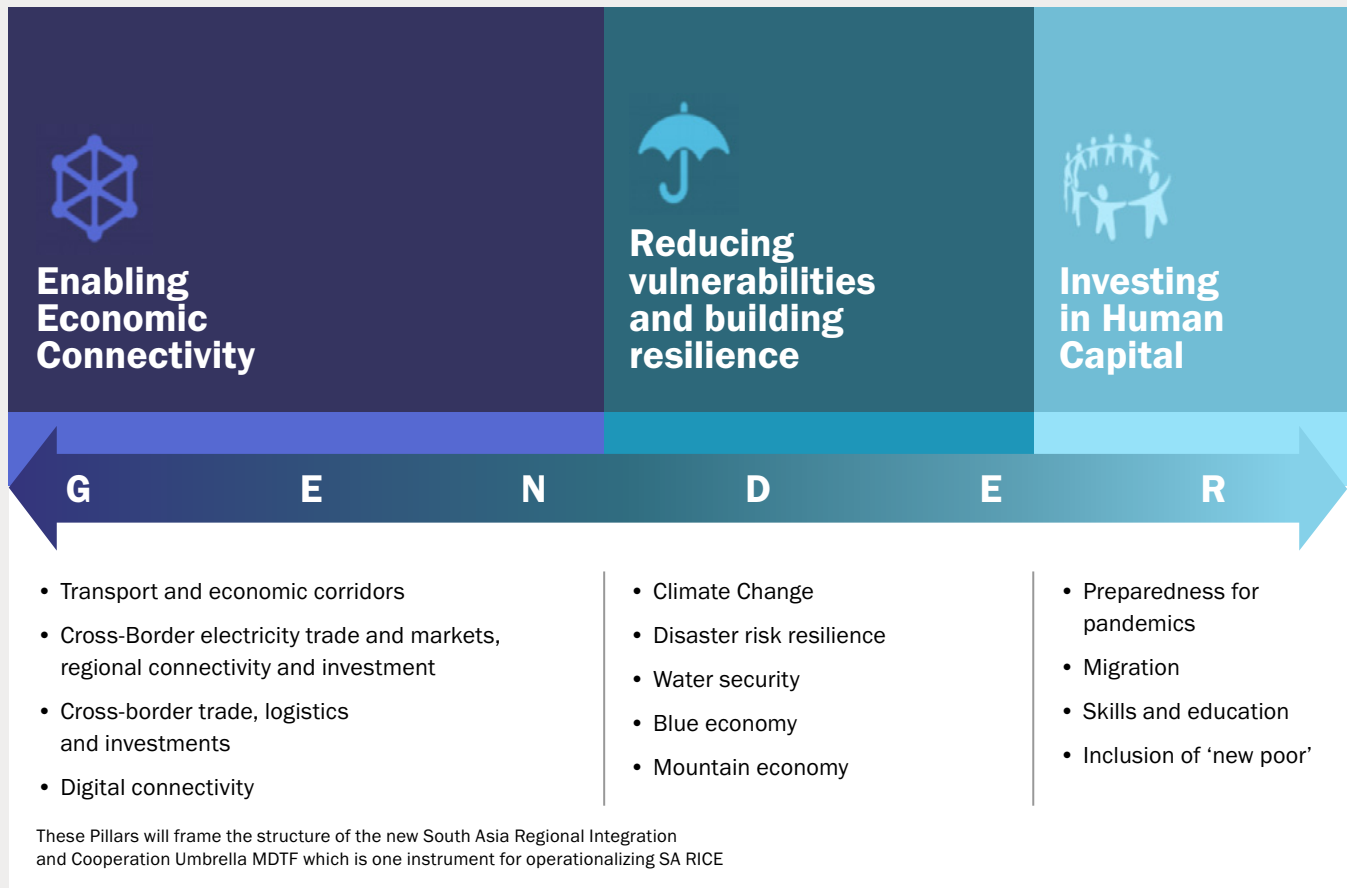 Enabling
Economic
Connectivity
Reducing
vulnerabilities
and building
resilience
Investing
in Human
Capital
G E N D E R
• Transport and economic corridors
• Cross-Border electricity trade and markets,
regional connectivity and investment
• Cross-border trade, logistics
and investments
• Digital connectivity
• Climate Change
• Disaster risk resilience
• Water security
• Blue economy
• Mountain economy
• Preparedness for
pandemics
• Migration
• Skills and education
• Inclusion of ‘new poor’
These Pillars will frame the structure of the new South Asia Regional Integration
and Cooperation Umbrella MDTF which is one instrument for operationalizing SA RICE